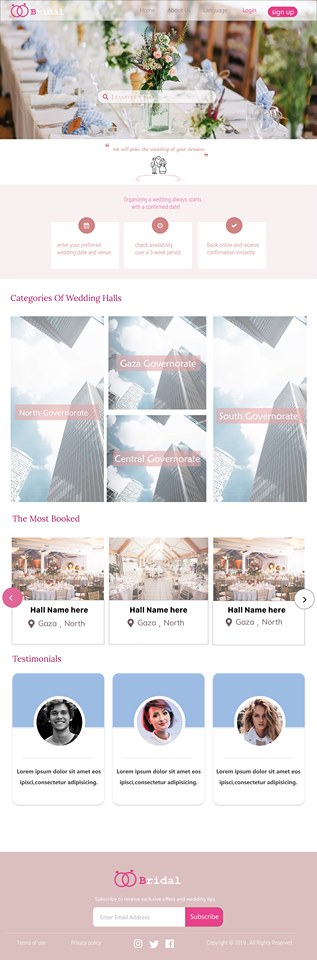 Bridal
Home
Language
Login
sign up
we will plan the wedding of your dreams
Organizing a wedding always starts
with a confirmed date!
enter your preferred
wedding date and venue.
check availability
over a 3-week period.
Book online and receive
confirmation instantly.
Categories Of Wedding Halls
North Governorate
Gaza Governorate
Central Governorate
South Governorate
The Most Booked
Hall Name here
Gaza , North
Hall Name here
Gaza , North
Hall Name here
Gaza , North
Testimonials
Lorem ipsum dolor sit amet eos
ipisci,consectetur adipisicing.
Lorem ipsum dolor sit amet eos
ipisci,consectetur adipisicing.
Lorem ipsum dolor sit amet eos
ipisci,consectetur adipisicing.
Bridal
Subscribe to receive exclusive offers and wedding tips.
Enter Email Address
Subscribe
Terms of use
Privacy policy
Copyright © 2019 . All Rights Reserved.